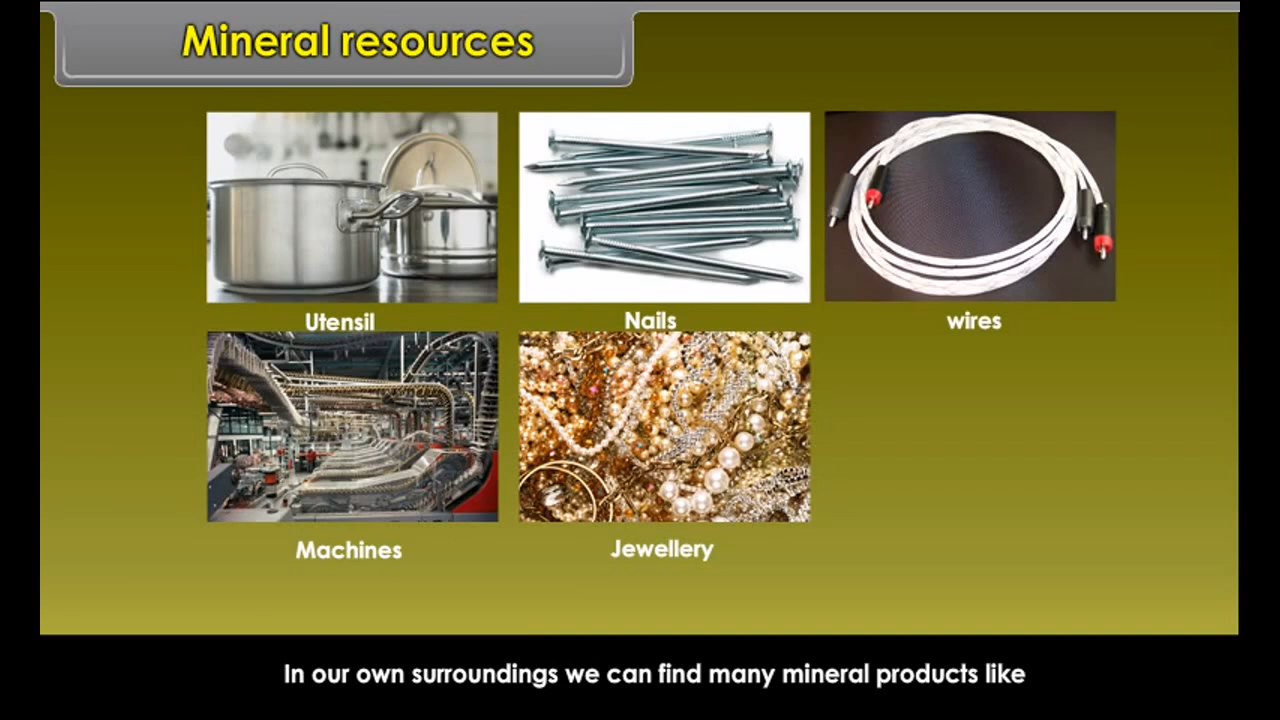 Mineral resources
Utensil
Nails
wires
Machines
Jewellery
In our own surroundings we can find many mineral products like